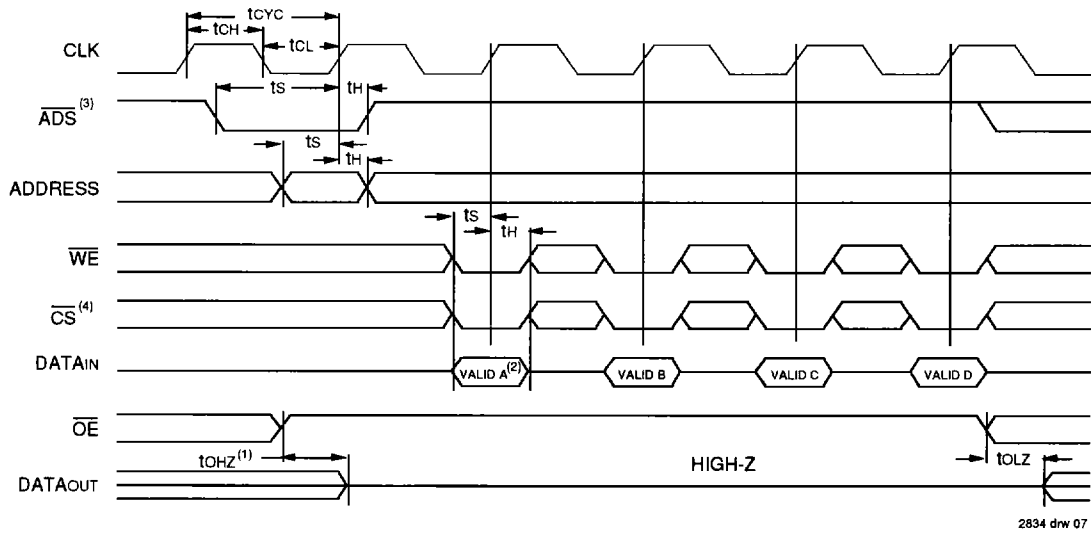 tCYC
tCH
tCL
CLK
tS
tH
ADS (3)
tS
tH
ADDRESS
tS
tH
WE
CS (4)
DATAIN
VALID A (2)
VALID B
VALID C
VALID D
OE
tOHZ (1)
HIGH-Z
tOLZ
DATAOUT
2834 drw 07